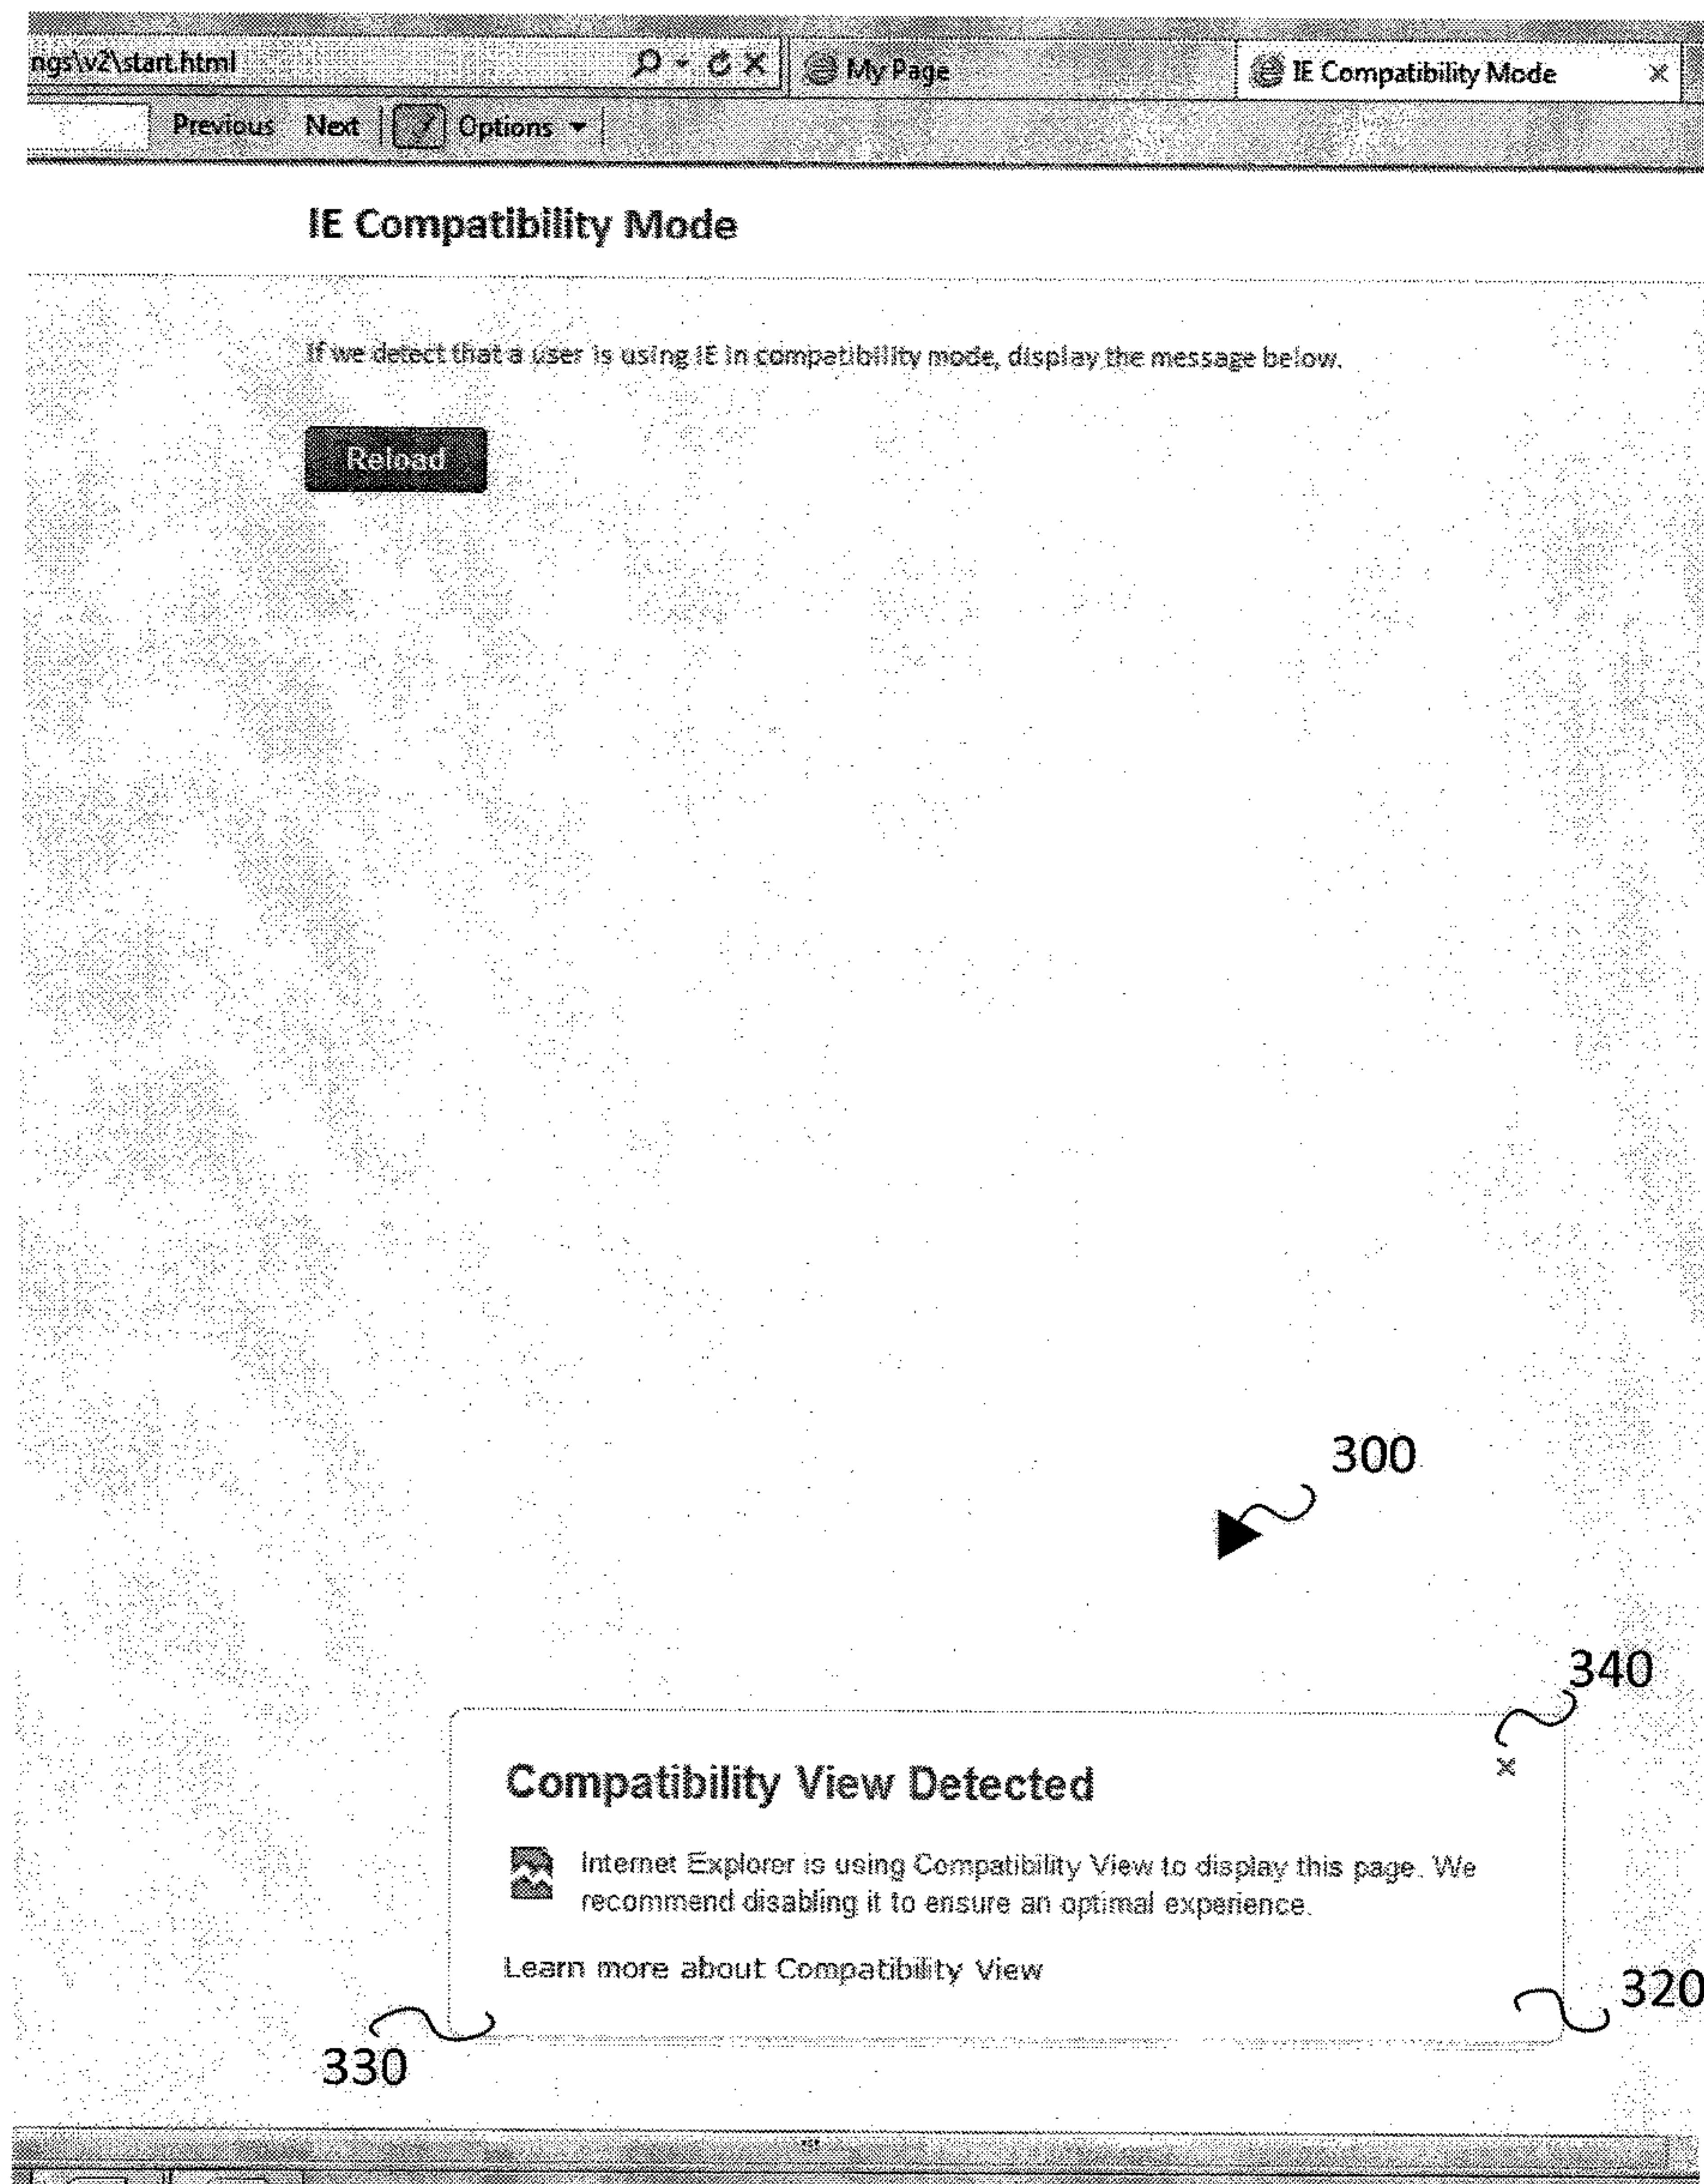 ngs\v2\start.html
My Page
IE Compatibility Mode
Previous Next Options
IE Compatibility Mode
If we detect that a user is using IE in compatibility mode, display the message below.
Reload
300
340
Compatibility View Detected
Internet Explorer is using Compatibility View to display this page. We
recommend disabling it to ensure an optimal experience.
Learn more about Compatibility View
320
330